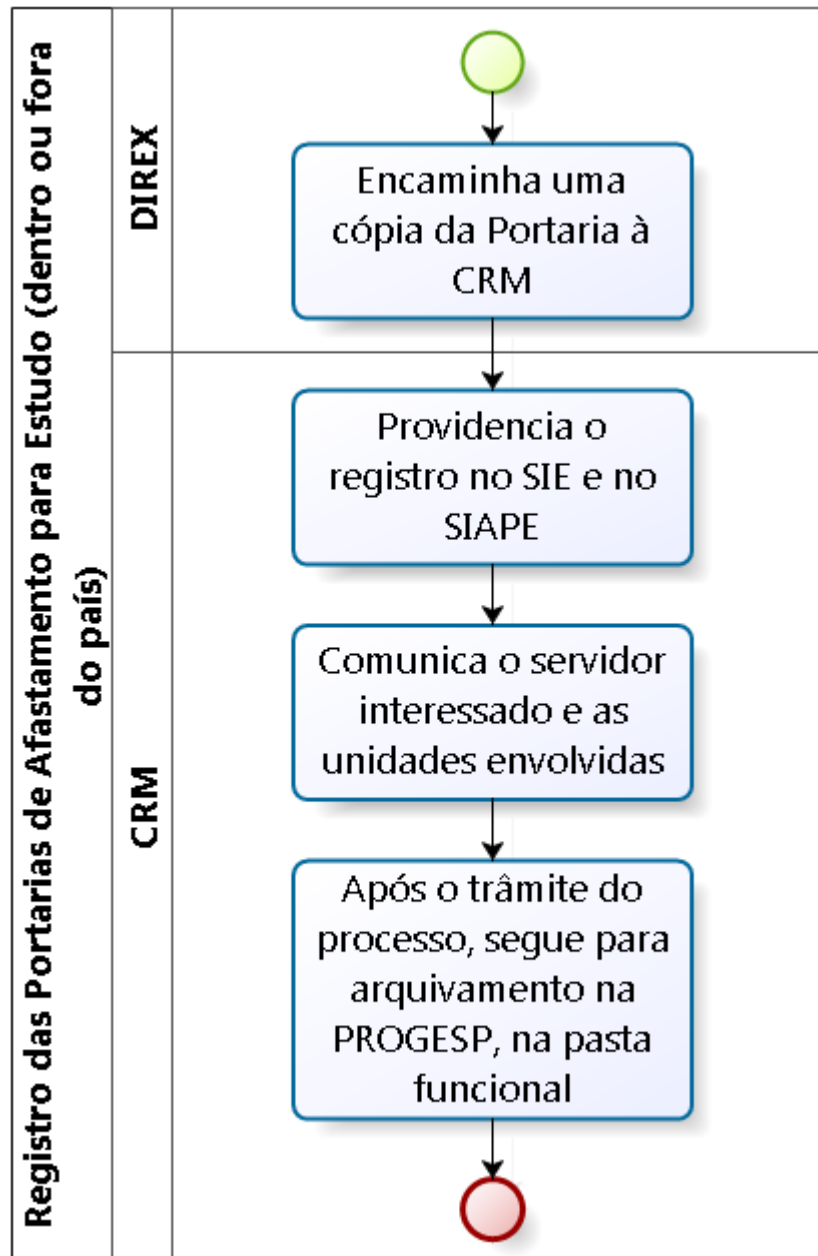 Registro das Portarias de Afastamento para Estudo (dentro ou fora
do país)
DIREX
Encaminha uma
cópia da Portaria à
CRM
CRM
Providencia o
registro no SIE e no
SIAPE
Comunica o servidor
interessado e as
unidades envolvidas
Após o trâmite do
processo, segue para
arquivamento na
PROGESP, na pasta
funcional